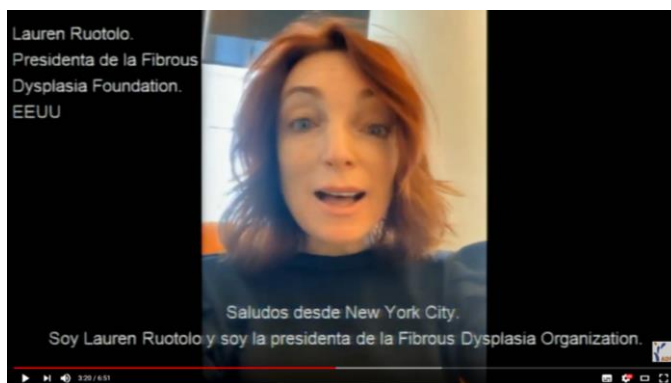 Lauren Ruotolo.
Presidenta de la Fibrous
Dysplasia Foundation.
EEUU
Saludos desde New York City.
Soy Lauren Ruotolo y soy la presidenta de la Fibrous Dysplasia Organization.
3:20 / 6:51